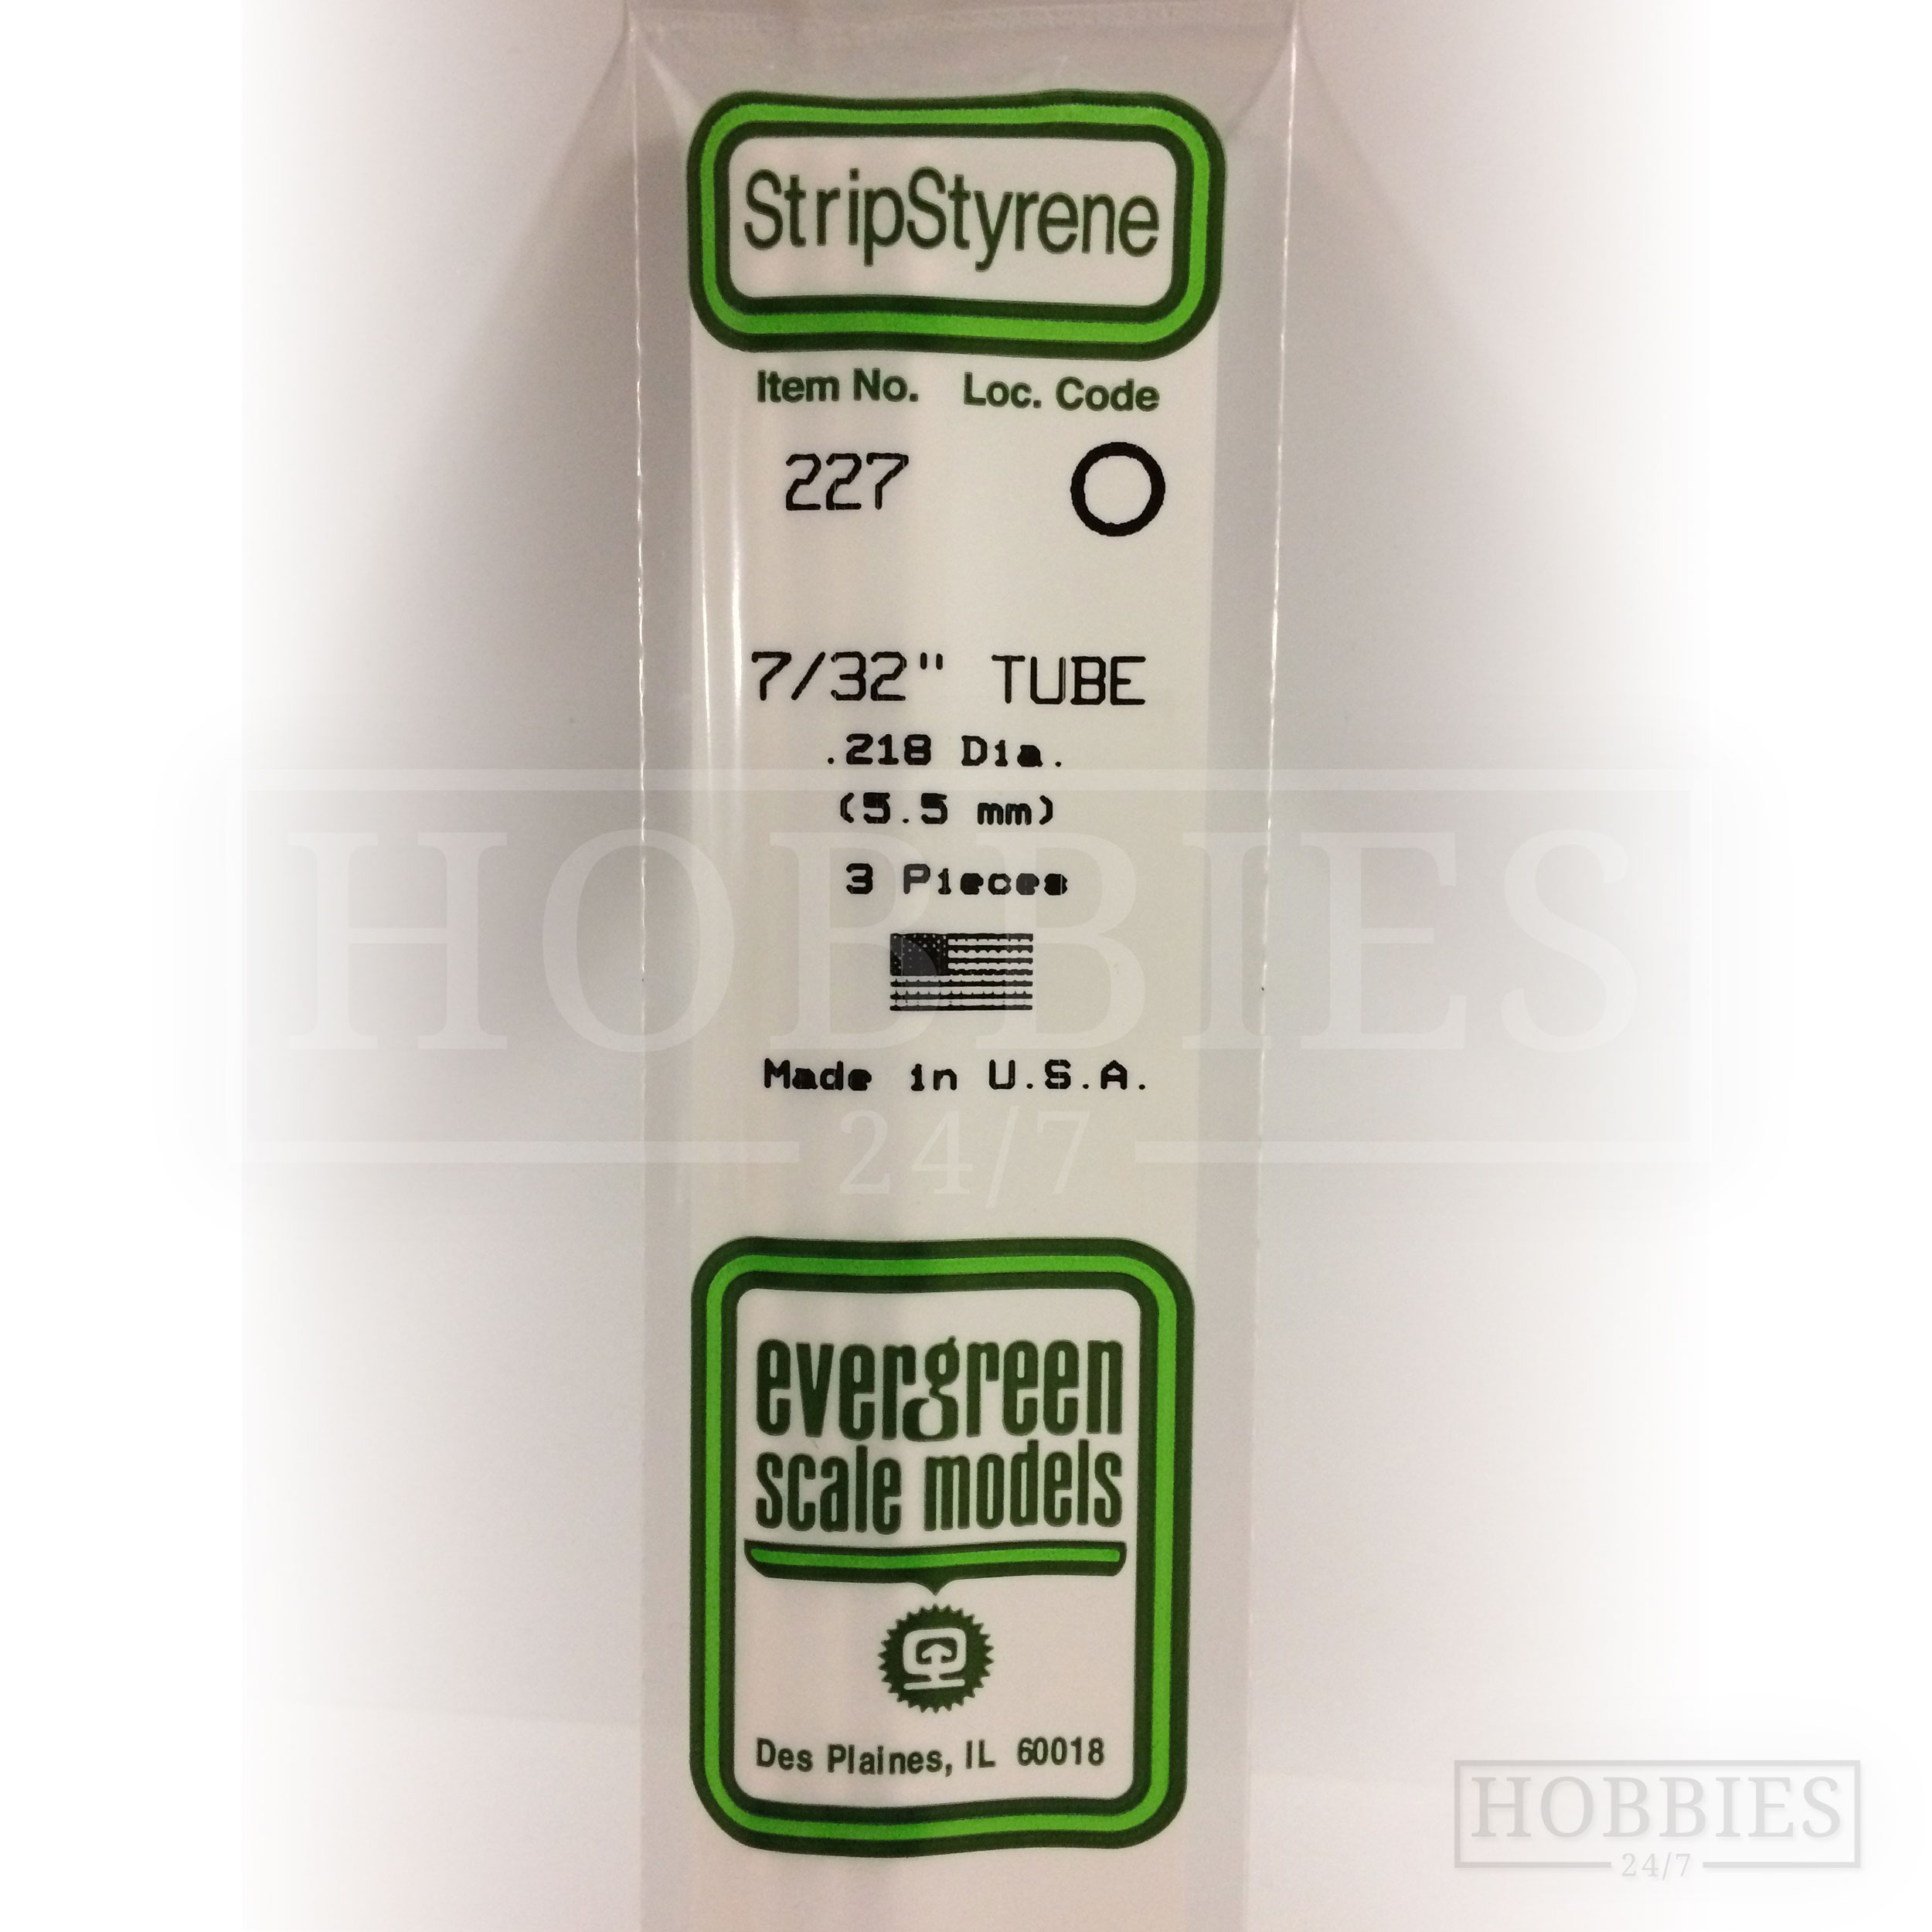 StripStyrene
Item No. Loc. Code
227
7/32" TUBE
.218 Dia.
(5.5 mm)
3 Pieces
Made in U.S.A.
HOBBIES
24/7
evergreen
scale models
Des Plaines, IL 60018
HOBBIES
24/7